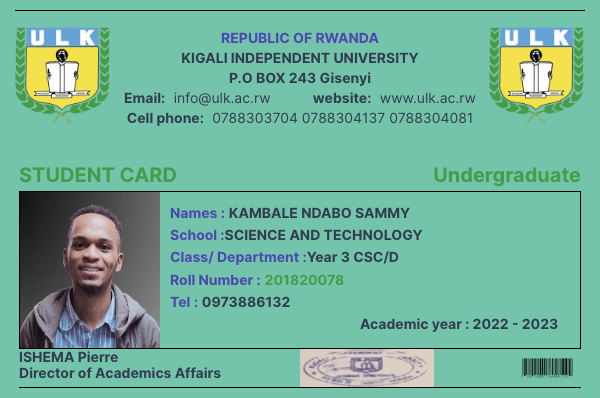 ULK
ULK
REPUBLIC OF RWANDA
KIGALI INDEPENDENT UNIVERSITY
P.O BOX 243 Gisenyi
Email: info@ulk.ac.rw website: www.ulk.ac.rw
Cell phone: 0788303704 0788304137 0788304081
STUDENT CARD Undergraduate
Names : KAMBALE NDABO SAMMY
School :SCIENCE AND TECHNOLOGY
Class/ Department :Year 3 CSC/D
Roll Number : 201820078
Tel : 0973886132
Academic year : 2022 - 2023
ISHEMA Pierre
Director of Academics Affairs